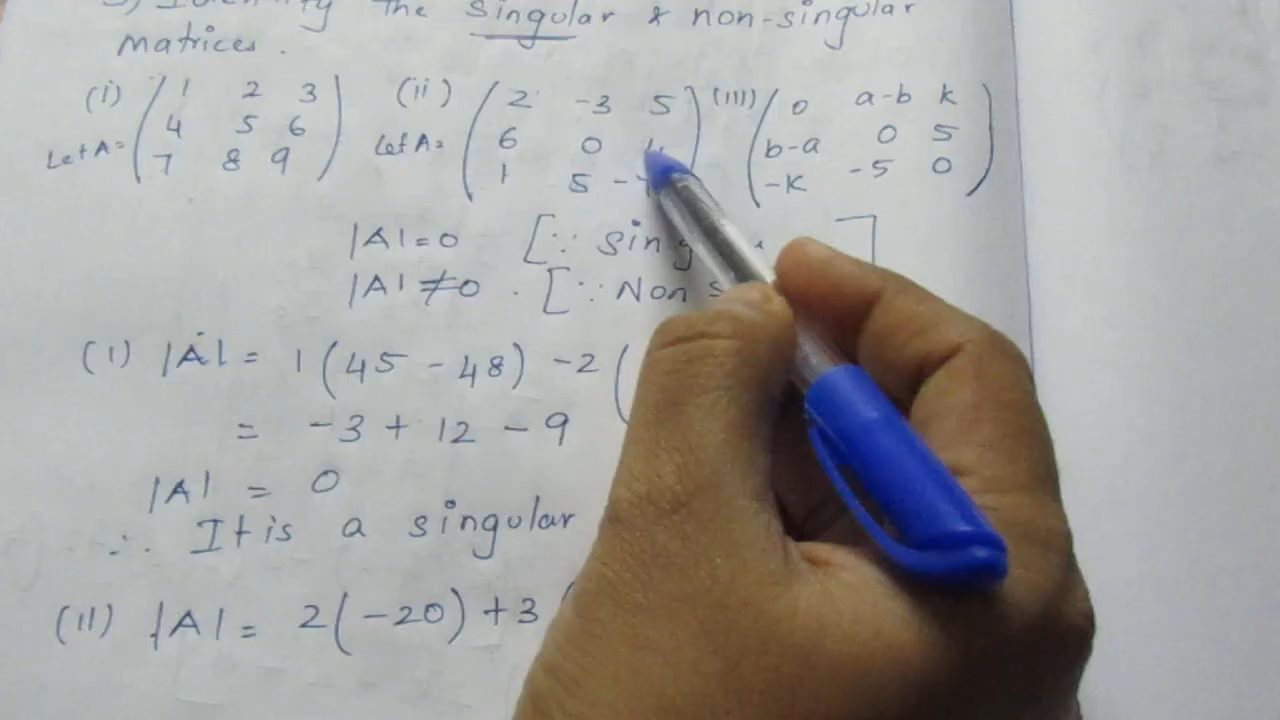 the singular & non-singular
matrices.
(i) (1 2 3
Let A= 4 5 6
7 8 9)
(ii) (2 -3 5
Let A= 6 0 4
1 5 -
(III) (0 a-b k
b-a 0 5
-k -5 0)
|A| = 0 [∵ sing ]
|A| ≠ 0 . [∵ Non s
(I) |A| = 1 (45 - 48) -2 (
= -3 + 12 - 9
|A| = 0
∴ It is a singular
(II) |A| = 2(-20) +3 (